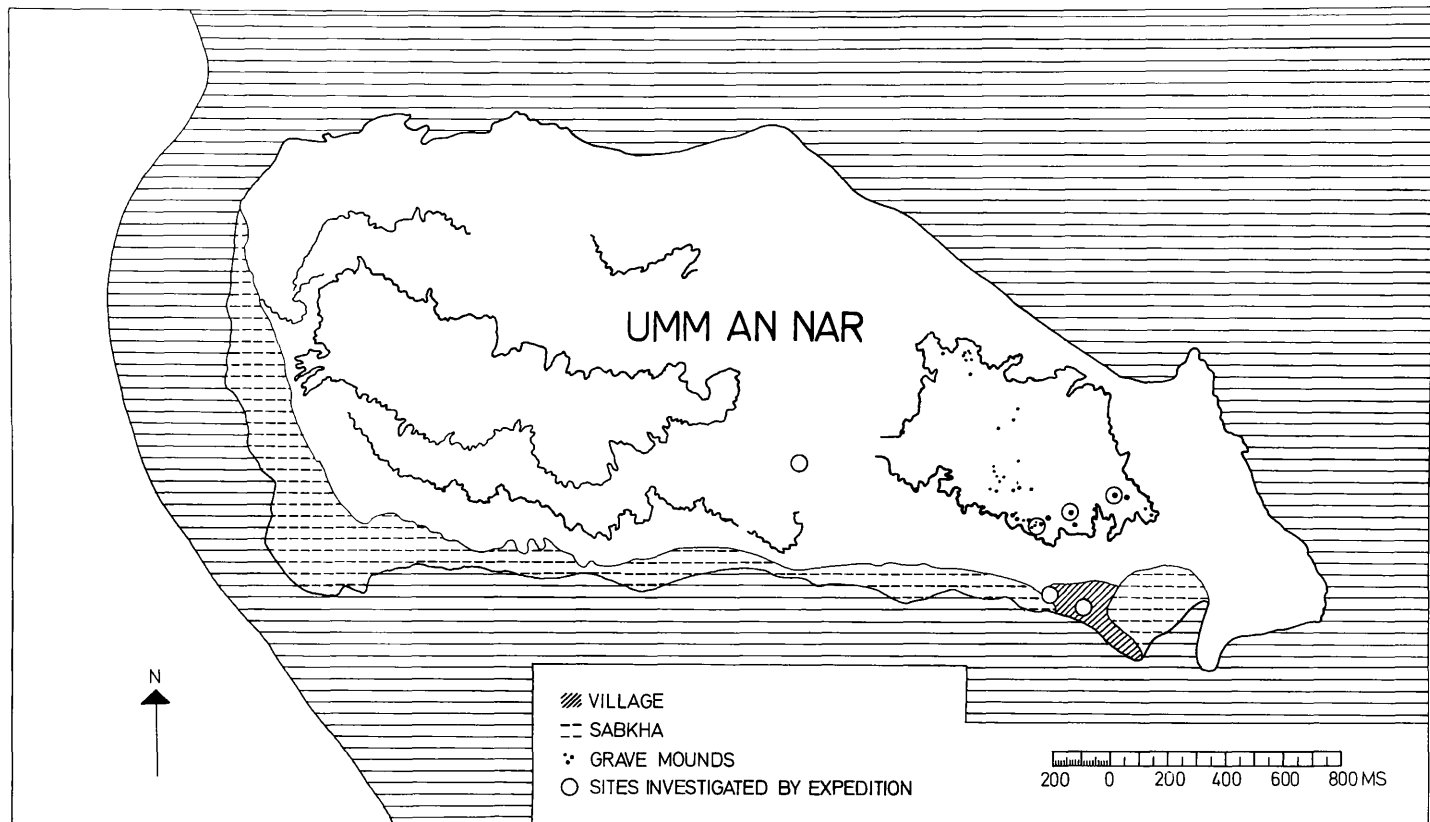 UMM AN NAR
N
VILLAGE
SABKHA
GRAVE MOUNDS
SITES INVESTIGATED BY EXPEDITION
200 0 200 400 600 800 MS